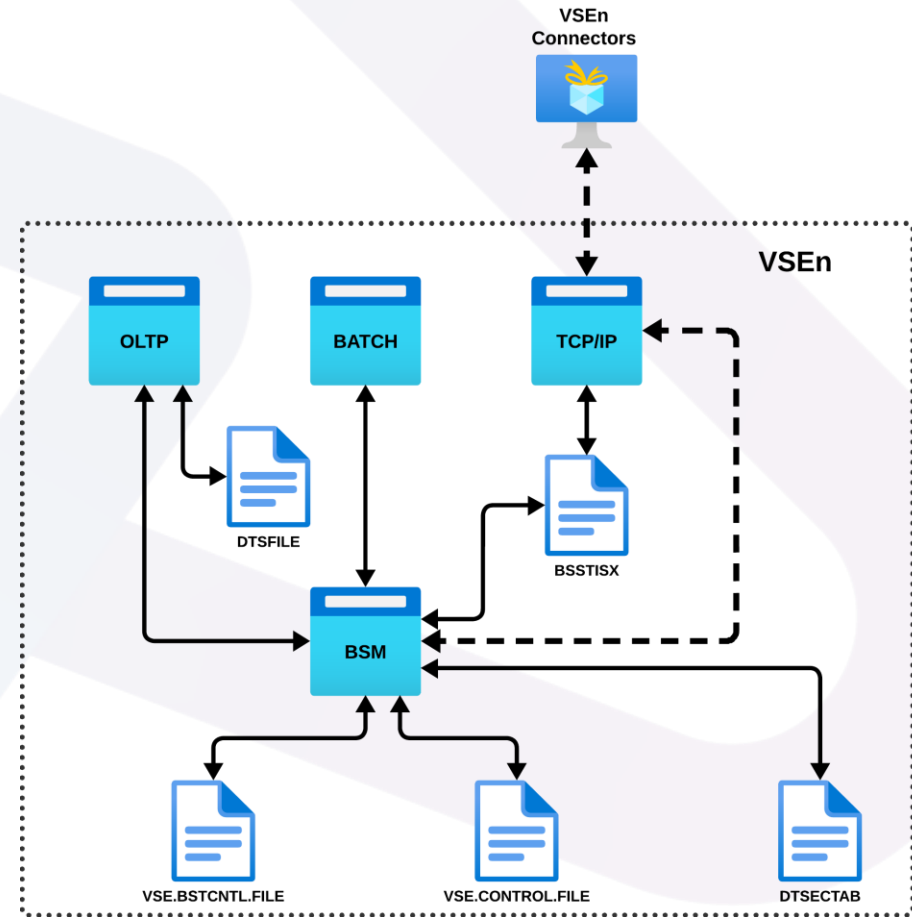 VSEn
Connectors
VSEn
OLTP
BATCH
TCP/IP
DTSFILE
BSSTISX
BSM
VSE.BSTCNTL.FILE
VSE.CONTROL.FILE
DTSECTAB